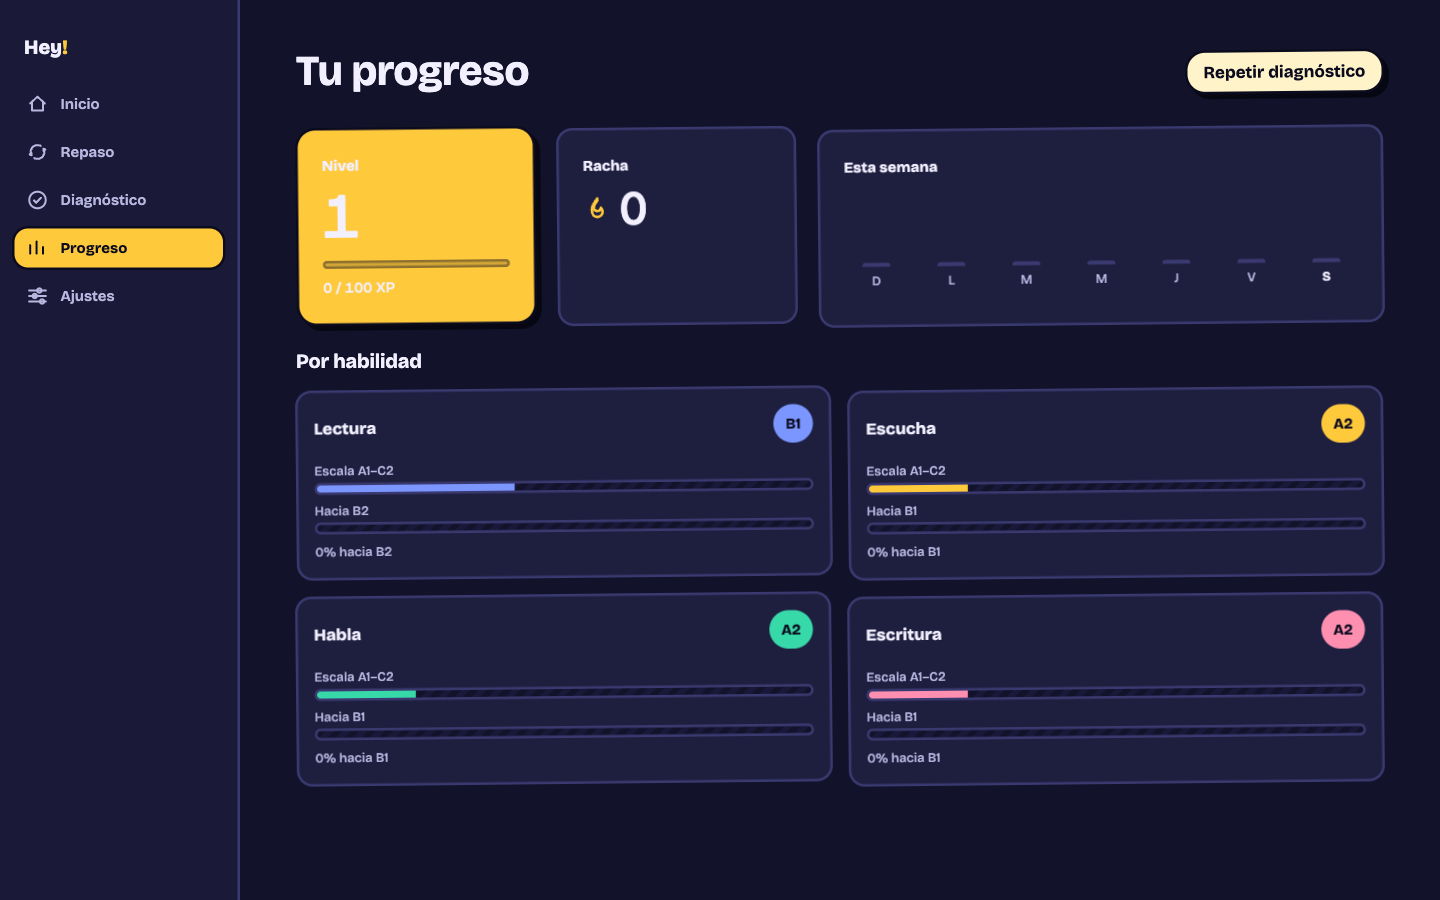 Hey!
Inicio
Repaso
Diagnóstico
Progreso
Ajustes
Tu progreso
Repetir diagnóstico
Nivel
1
0 / 100 XP
Racha
0
Esta semana
D L M M J V S
Por habilidad
Lectura
B1
Escala A1–C2
Hacia B2
0% hacia B2
Escucha
A2
Escala A1–C2
Hacia B1
0% hacia B1
Habla
A2
Escala A1–C2
Hacia B1
0% hacia B1
Escritura
A2
Escala A1–C2
Hacia B1
0% hacia B1